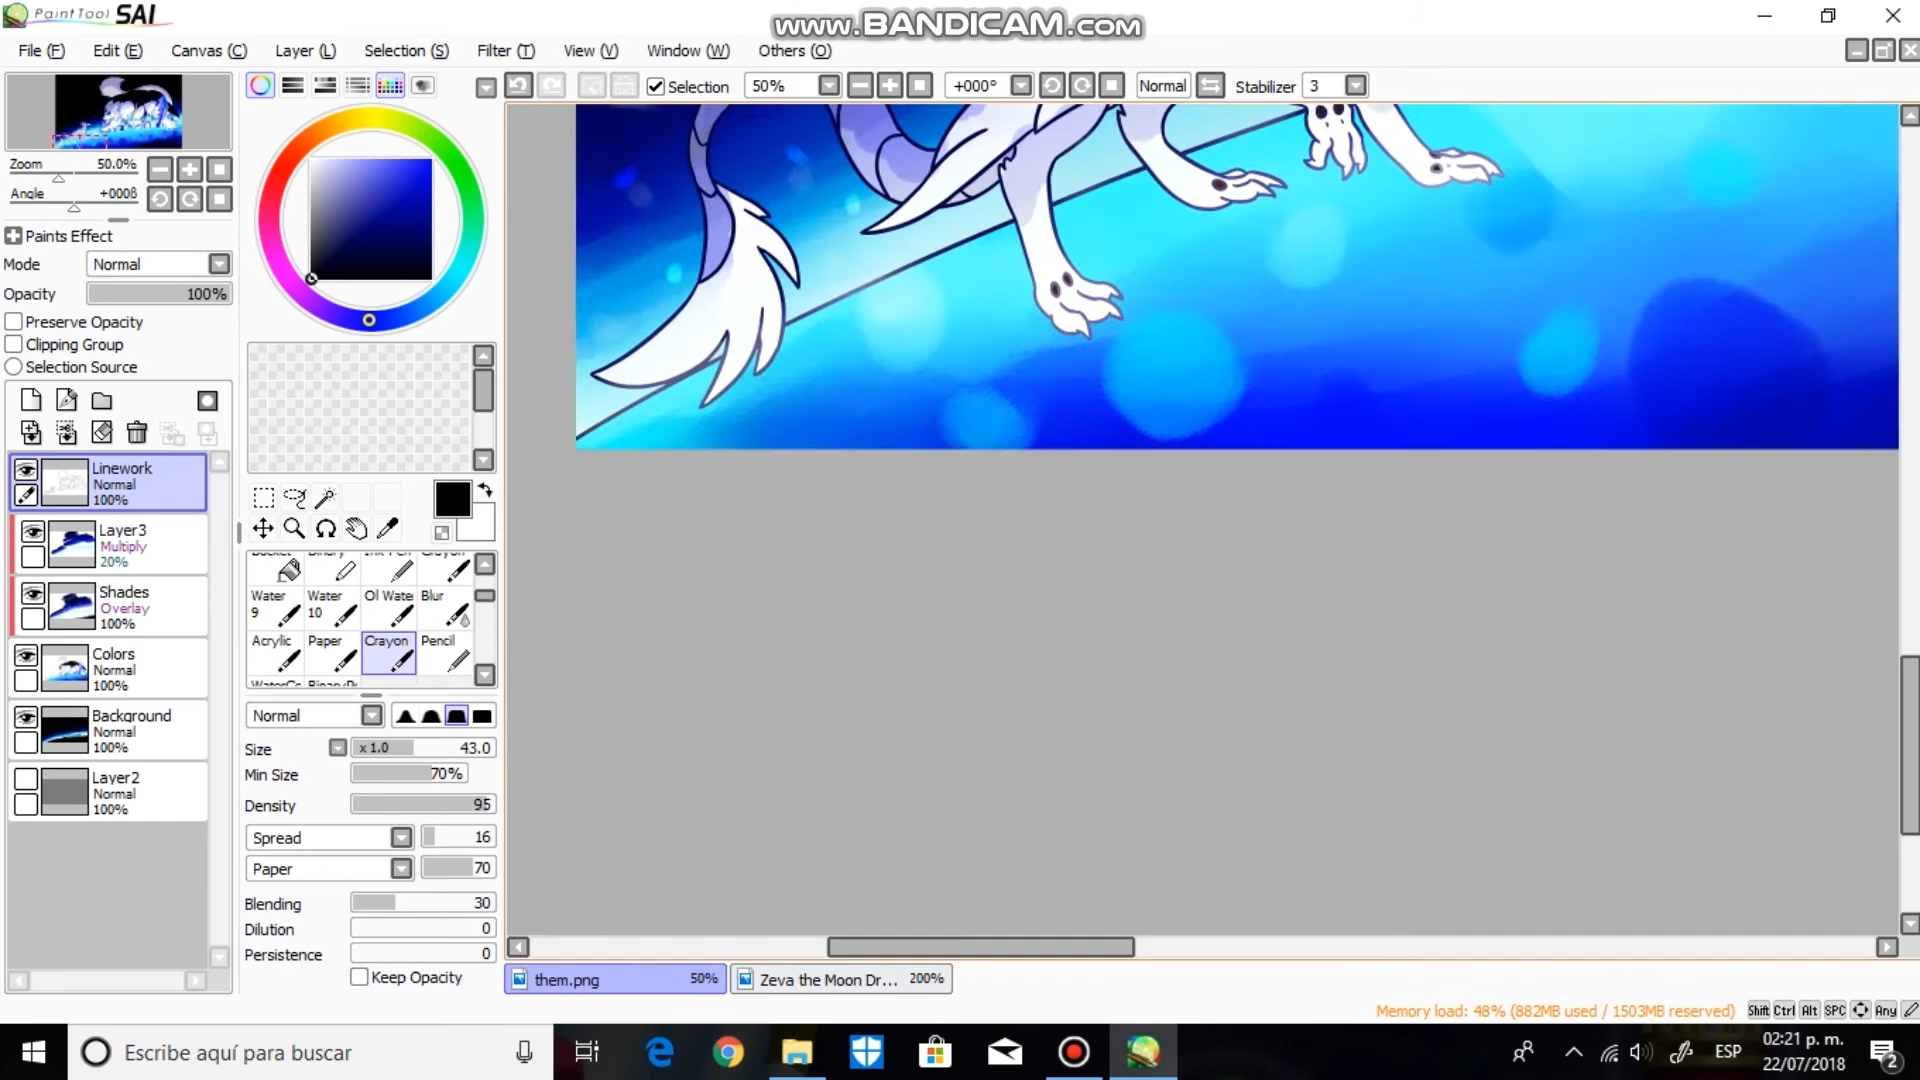 PaintTool SAI
www.BANDICAM.com
File (F) Edit (E) Canvas (C) Layer (L) Selection (S) Filter (T) View (V) Window (W) Others (O)
Selection 50% +000° Normal Stabilizer 3
Zoom 50.0%
Angle +000ß
Paints Effect
Mode Normal
Opacity 100%
Preserve Opacity
Clipping Group
Selection Source
Linework
Normal
100%
Layer3
Multiply
20%
Shades
Overlay
100%
Colors
Normal
100%
Background
Normal
100%
Layer2
Normal
100%
Water 9
Water 10
Ol Wate
Blur
Acrylic Paper Crayon Pencil
Normal
Size x 1.0 43.0
Min Size 70%
Density 95
Spread 16
Paper 70
Blending 30
Dilution 0
Persistence 0
Keep Opacity
them.png 50% Zeva the Moon Dr... 200%
Memory load: 48% (882MB used / 1503MB reserved) Shift Ctrl Alt SPC Any
Escribe aquí para buscar
ESP
02:21 p. m.
22/07/2018
2